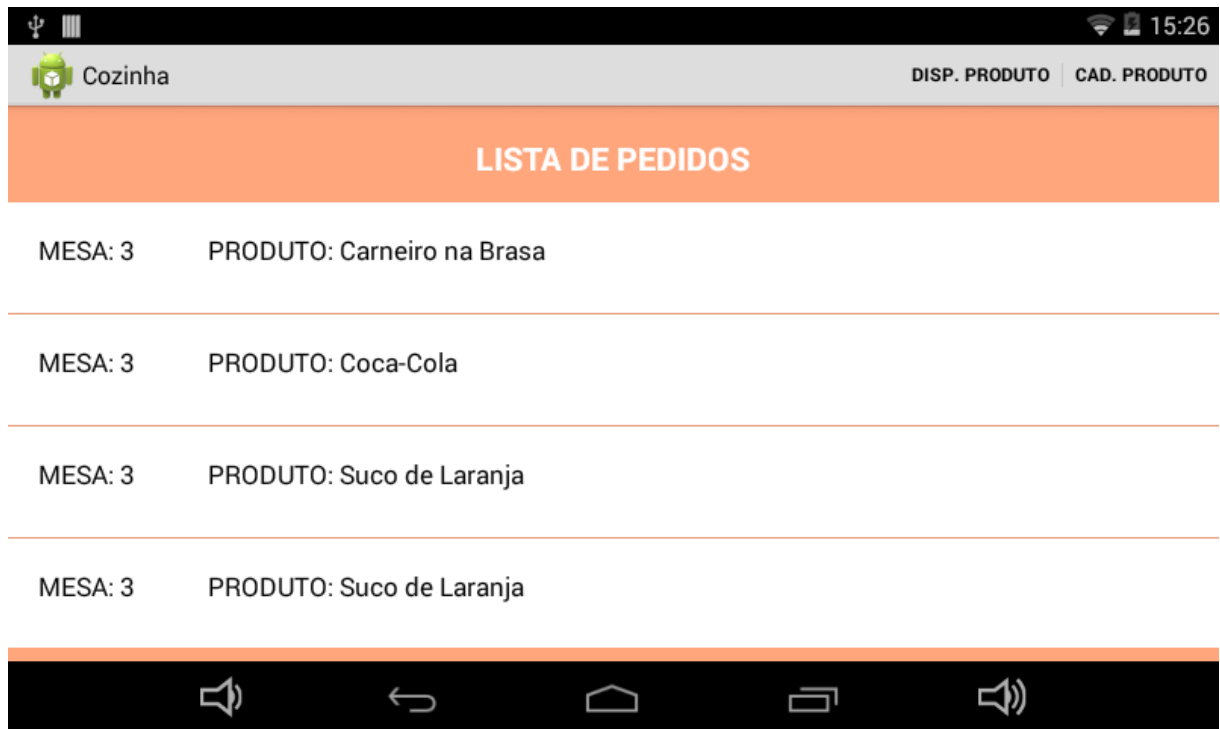 15:26
Cozinha DISP. PRODUTO CAD. PRODUTO
LISTA DE PEDIDOS
MESA: 3 PRODUTO: Carneiro na Brasa
MESA: 3 PRODUTO: Coca-Cola
MESA: 3 PRODUTO: Suco de Laranja
MESA: 3 PRODUTO: Suco de Laranja